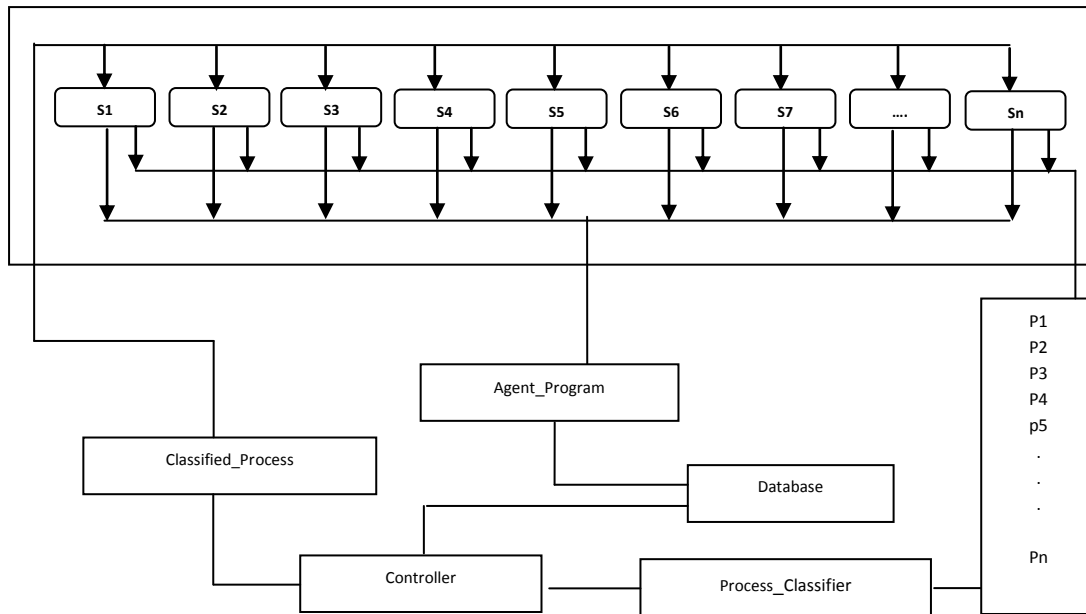 S1 S2 S3 S4 S5 S6 S7 .... Sn
P1
P2
P3
P4
p5
.
.
.
Pn
Agent_Program
Classified_Process
Database
Controller
Process_Classifier